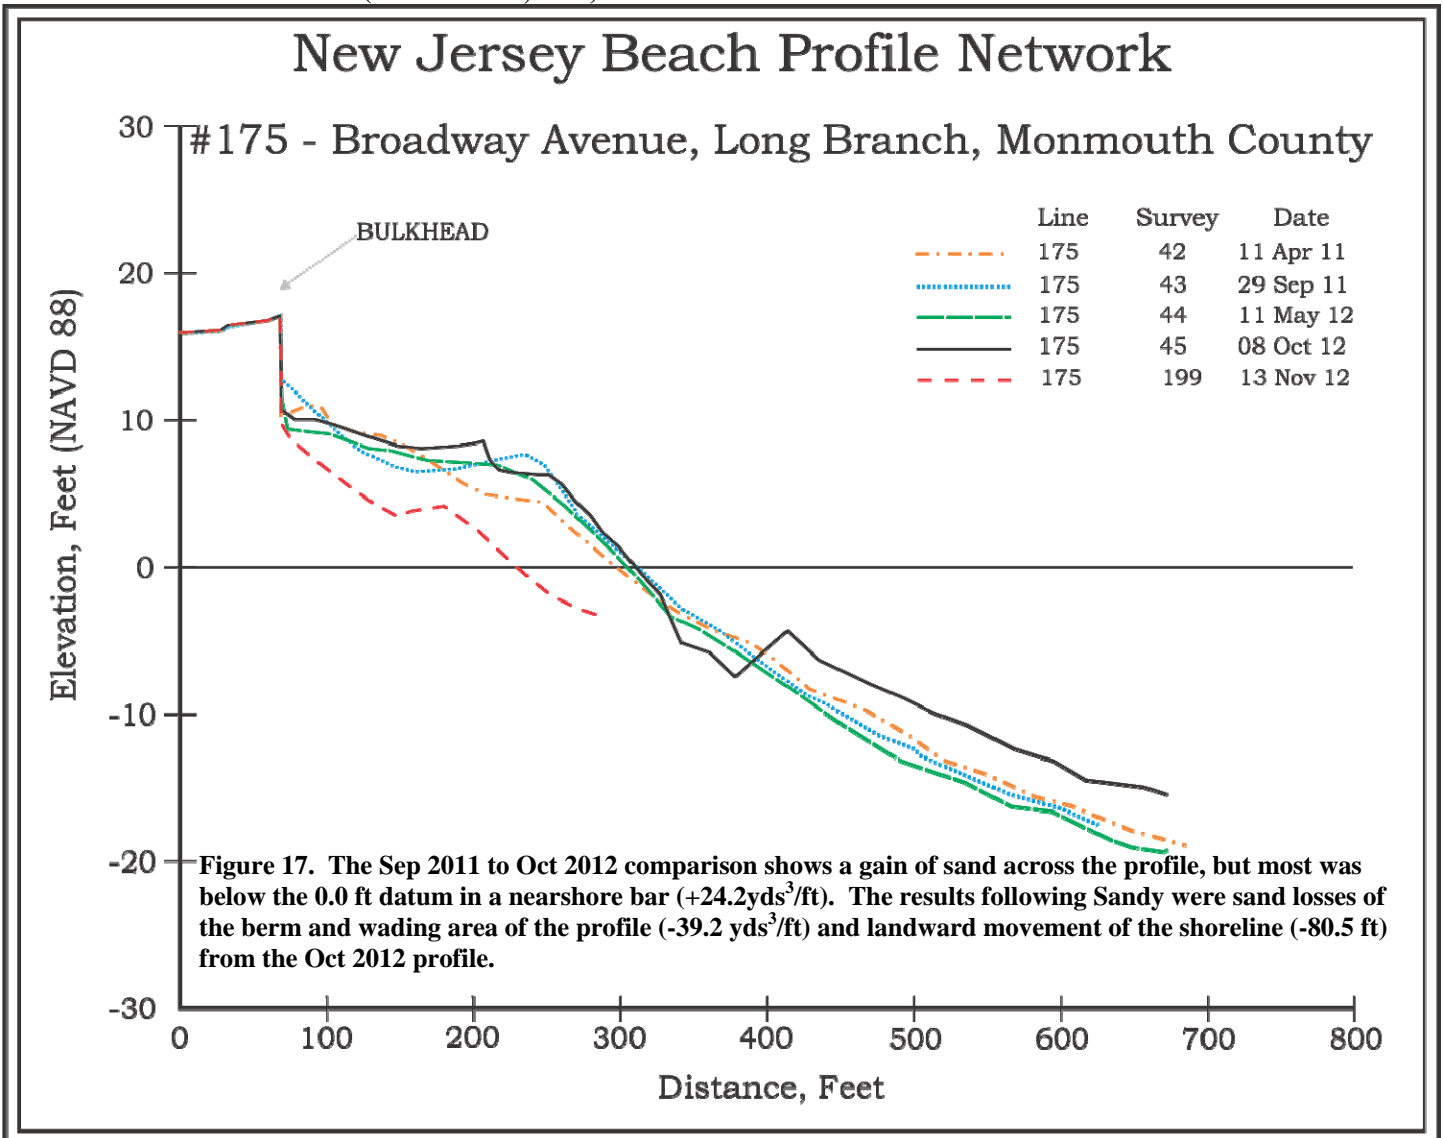 New Jersey Beach Profile Network
#175 - Broadway Avenue, Long Branch, Monmouth County
BULKHEAD
Line Survey Date
175 42 11 Apr 11
175 43 29 Sep 11
175 44 11 May 12
175 45 08 Oct 12
175 199 13 Nov 12
Elevation, Feet (NAVD 88)
30
20
10
0
-10
-20
-30
Figure 17. The Sep 2011 to Oct 2012 comparison shows a gain of sand across the profile, but most was
below the 0.0 ft datum in a nearshore bar (+24.2yds³/ft). The results following Sandy were sand losses of
the berm and wading area of the profile (-39.2 yds³/ft) and landward movement of the shoreline (-80.5 ft)
from the Oct 2012 profile.
0 100 200 300 400 500 600 700 800
Distance, Feet